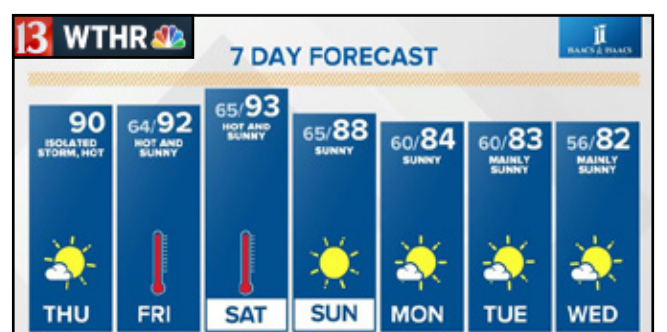 13 WTHR
ISAACS & ISAACS
7 DAY FORECAST
90
ISOLATED
STORM, HOT
THU
64/92
HOT AND
SUNNY
FRI
65/93
HOT AND
SUNNY
SAT
65/88
SUNNY
SUN
60/84
SUNNY
MON
60/83
MAINLY
SUNNY
TUE
56/82
MAINLY
SUNNY
WED